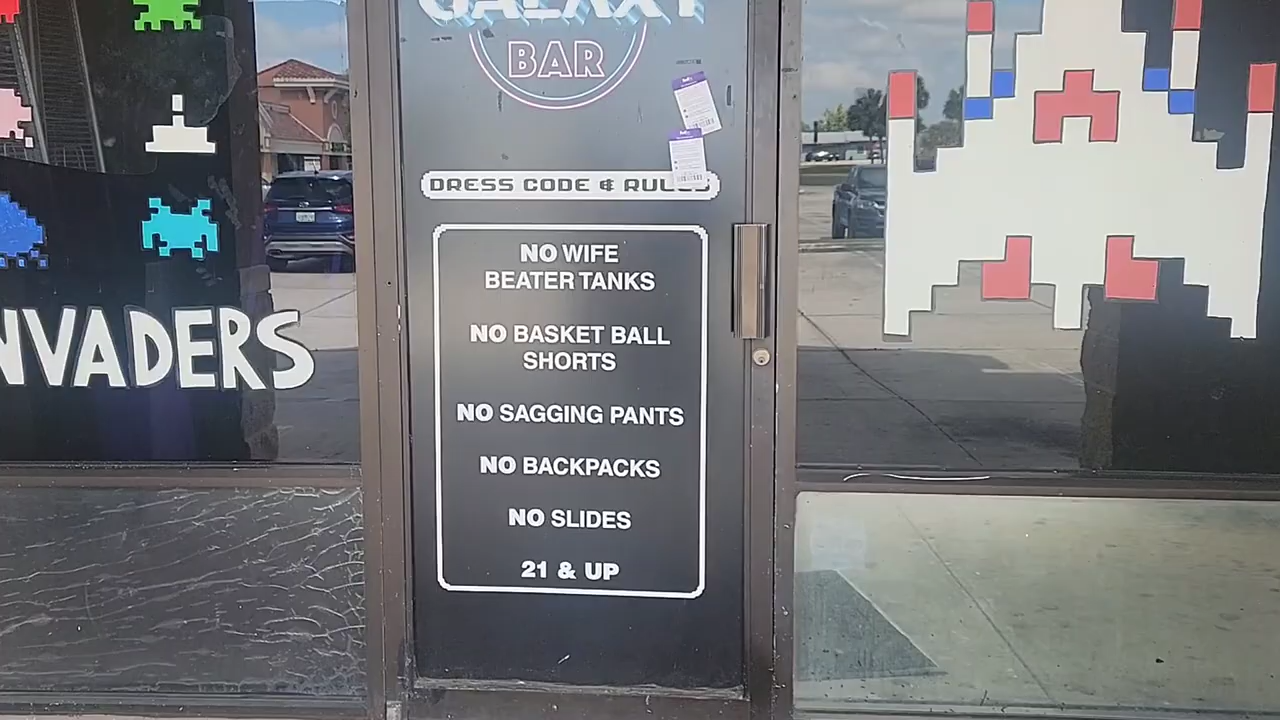 GALAXY
BAR
DRESS CODE & RULES
NO WIFE
BEATER TANKS
NO BASKET BALL
SHORTS
NO SAGGING PANTS
NO BACKPACKS
NO SLIDES
21 & UP
NVADERS
FedEx